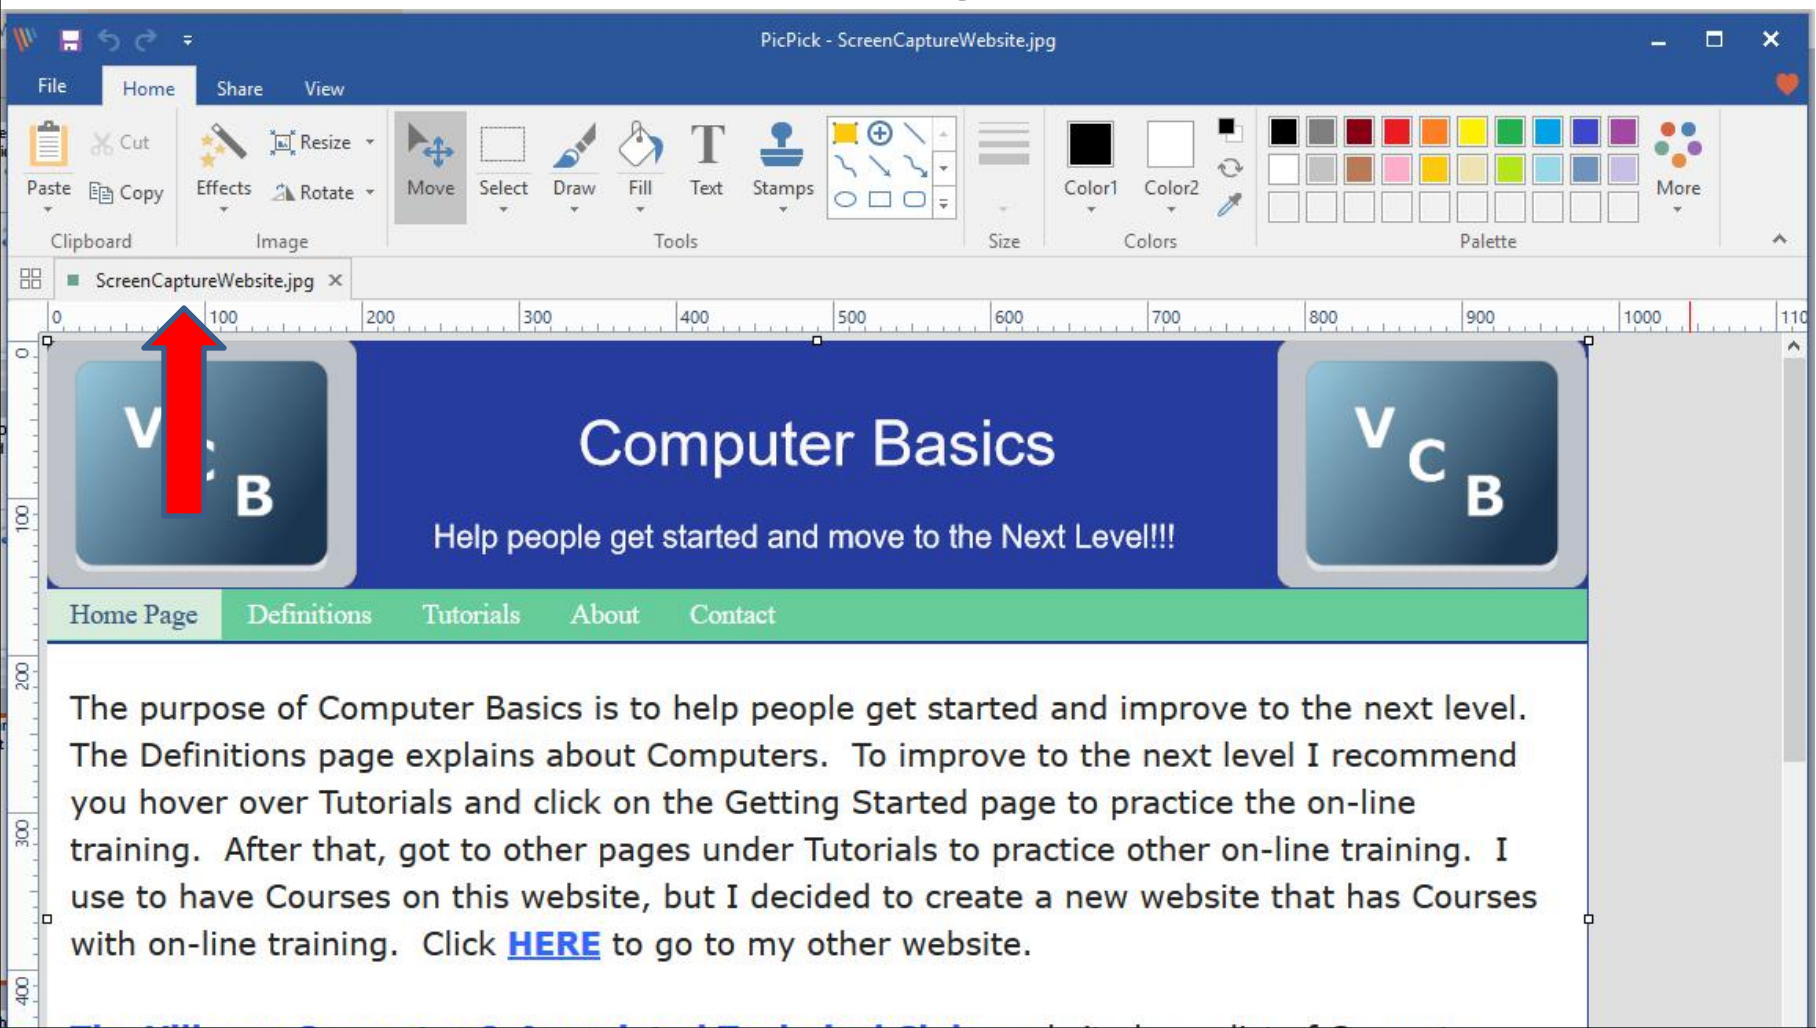 PicPick - ScreenCaptureWebsite.jpg
File Home Share View
Cut Resize
Paste Copy Effects Rotate Move Select Draw Fill Text Stamps Color1 Color2 More
Clipboard Image Tools Size Colors Palette
ScreenCaptureWebsite.jpg
0 100 200 300 400 500 600 700 800 900 1000 110
0
100
200
300
400
V B
Computer Basics
Help people get started and move to the Next Level!!!
V C B
Home Page Definitions Tutorials About Contact
The purpose of Computer Basics is to help people get started and improve to the next level.
The Definitions page explains about Computers. To improve to the next level I recommend
you hover over Tutorials and click on the Getting Started page to practice the on-line
training. After that, got to other pages under Tutorials to practice other on-line training. I
use to have Courses on this website, but I decided to create a new website that has Courses
with on-line training. Click HERE to go to my other website.